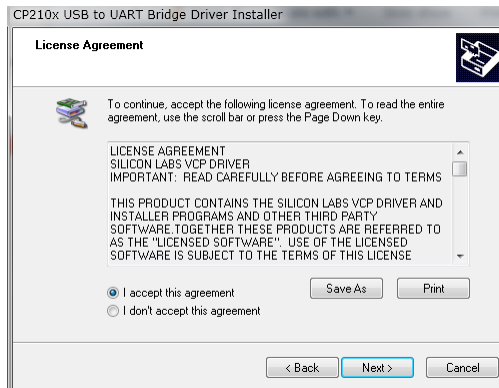 CP210x USB to UART Bridge Driver Installer
License Agreement
To continue, accept the following license agreement. To read the entire
agreement, use the scroll bar or press the Page Down key.
LICENSE AGREEMENT
SILICON LABS VCP DRIVER
IMPORTANT:  READ CAREFULLY BEFORE AGREEING TO TERMS
THIS PRODUCT CONTAINS THE SILICON LABS VCP DRIVER AND
INSTALLER PROGRAMS AND OTHER THIRD PARTY
SOFTWARE.TOGETHER THESE PRODUCTS ARE REFERRED TO
AS THE "LICENSED SOFTWARE".  USE OF THE LICENSED
SOFTWARE IS SUBJECT TO THE TERMS OF THIS LICENSE
I accept this agreement
Save As
Print
I don't accept this agreement
< Back
Next >
Cancel